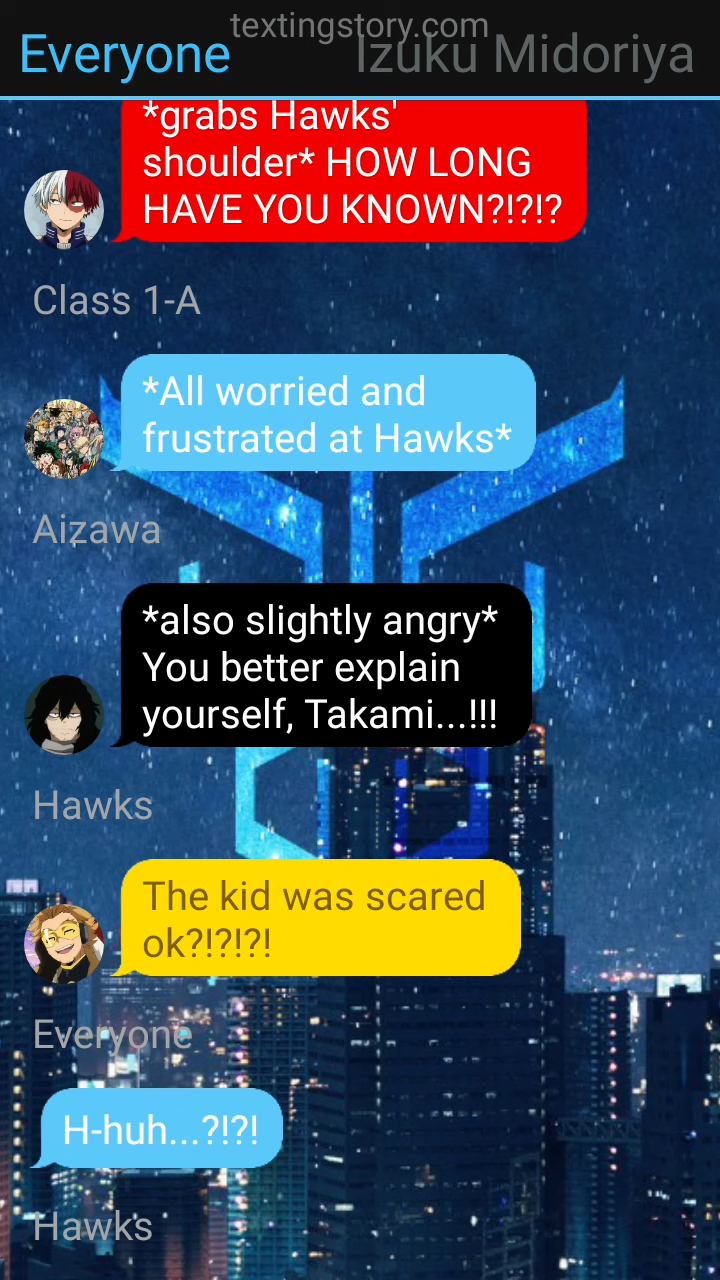 textingstory.com
Everyone
Izuku Midoriya
*grabs Hawks'
shoulder* HOW LONG
HAVE YOU KNOWN?!?!?
Class 1-A
*All worried and
frustrated at Hawks*
Aizawa
*also slightly angry*
You better explain
yourself, Takami...!!!
Hawks
The kid was scared
ok?!?!?!
Everyone
H-huh...?!?!
Hawks